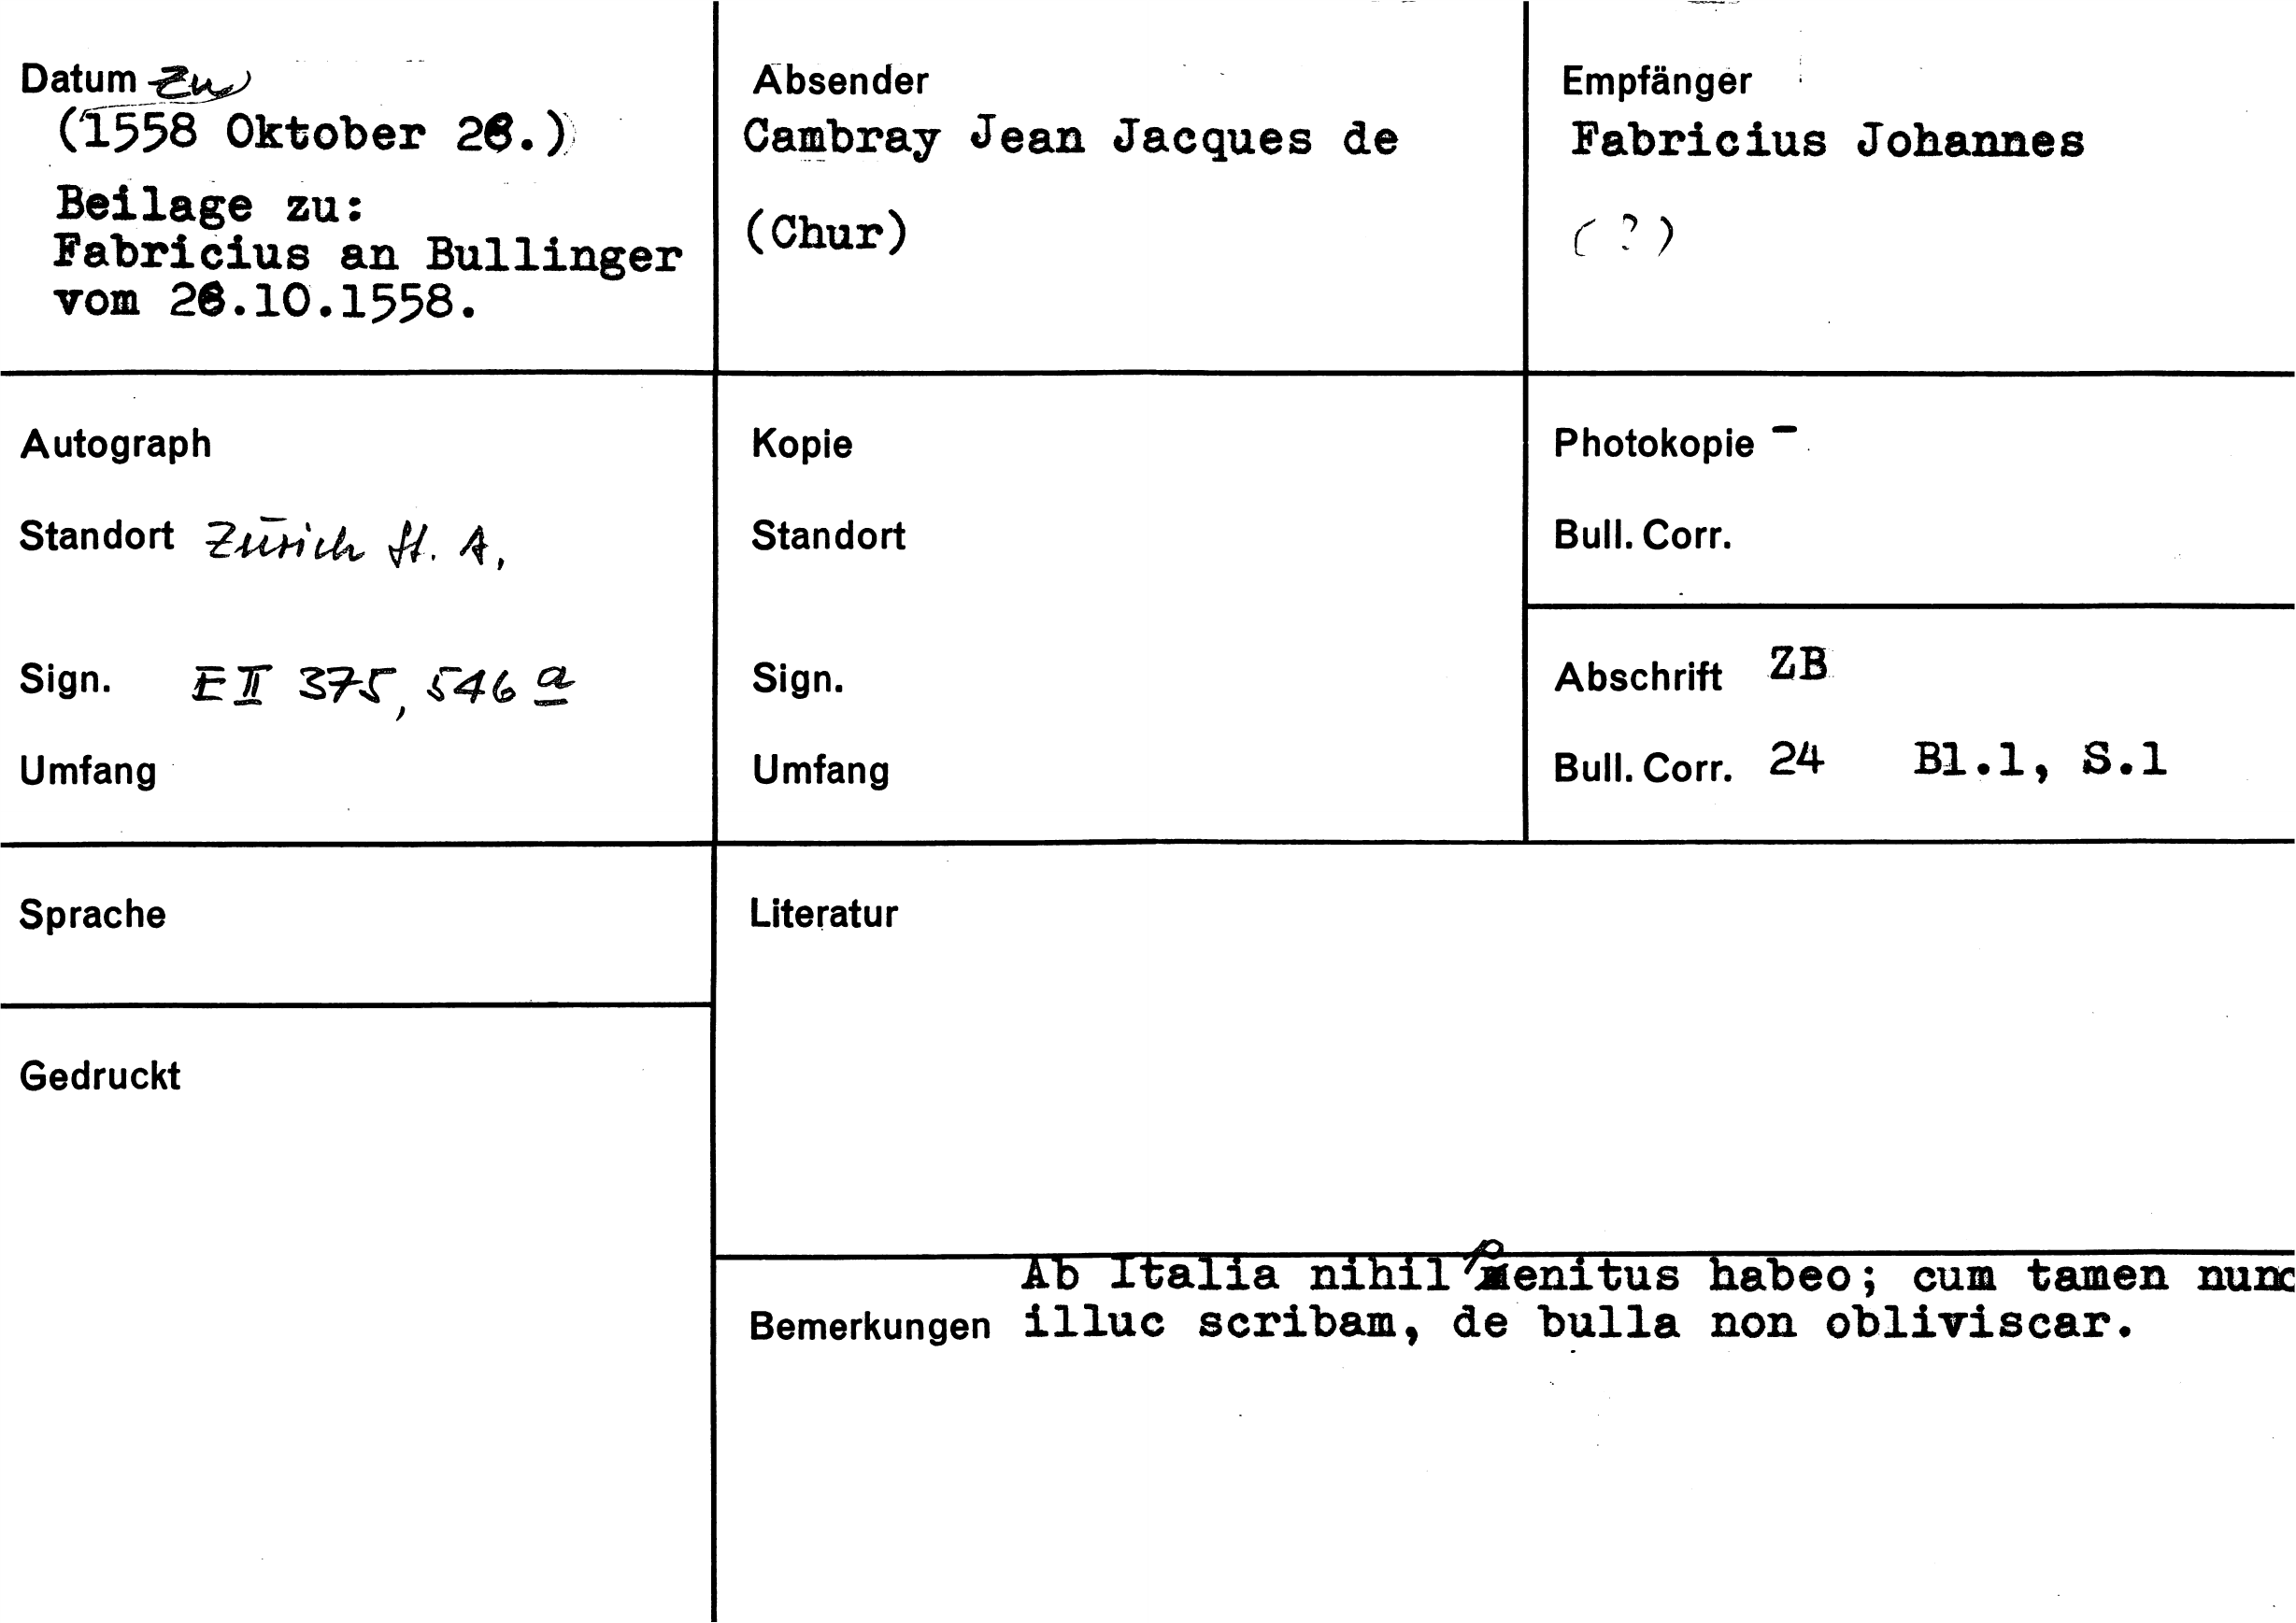 Datum zu
(1558 Oktober 26.)
Beilage zu:
Fabricius an Bullinger
vom 26.10.1558.
Absender
Cambray Jean Jacques de
(Chur)
Empfänger
Fabricius Johannes
(?)
Autograph
Standort Zürich St. A.
Sign. E II 375, 546 a
Umfang
Kopie
Standort
Sign.
Umfang
Photokopie -
Bull. Corr.
Abschrift ZB
Bull. Corr. 24 Bl.1, S.1
Sprache
Gedruckt
Literatur
Ab Italia nihil penitus habeo; cum tamen nunc
Bemerkungen illuc scribam, de bulla non obliviscar.